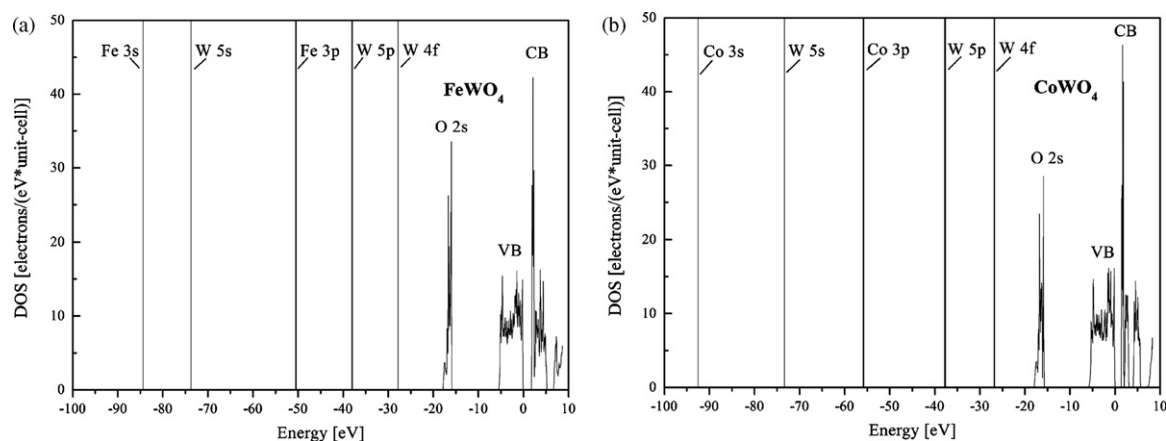 (a)
50
40
30
20
10
0
DOS [electrons/(eV*unit-cell)]
Fe 3s
W 5s
Fe 3p
W 5p
W 4f
CB
FeWO₄
O 2s
VB
-100 -90 -80 -70 -60 -50 -40 -30 -20 -10 0 10
Energy [eV]
(b)
50
40
30
20
10
0
DOS [electrons/(eV*unit-cell)]
Co 3s
W 5s
Co 3p
W 5p
W 4f
CB
CoWO₄
O 2s
VB
-100 -90 -80 -70 -60 -50 -40 -30 -20 -10 0 10
Energy [eV]